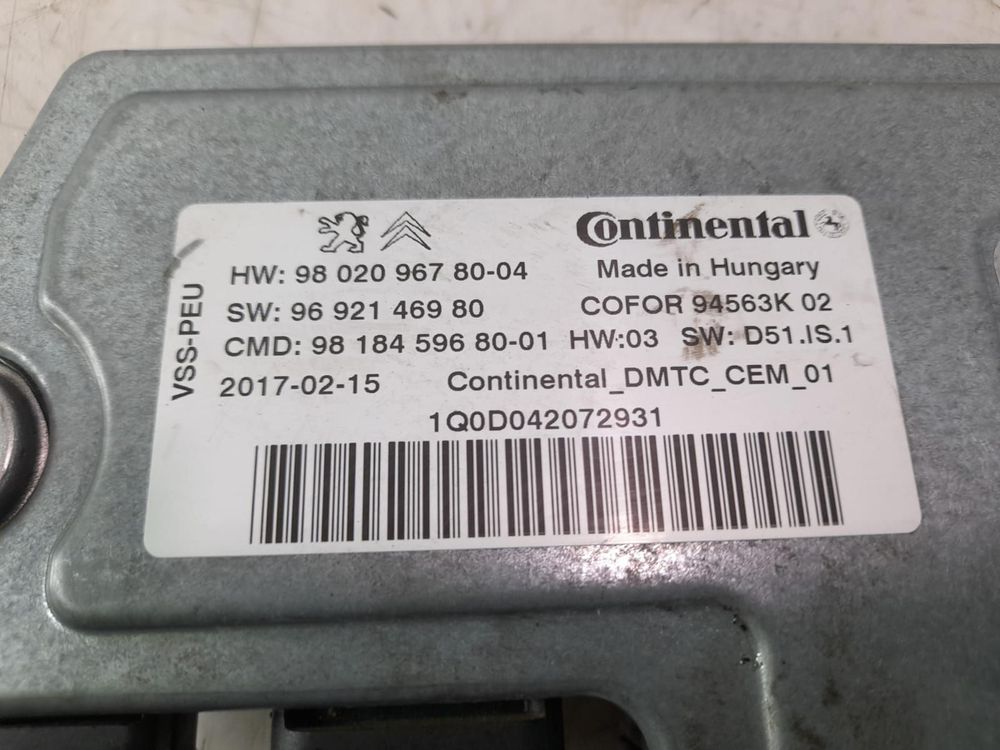 Continental
HW: 98 020 967 80-04
Made in Hungary
SW: 96 921 469 80
COFOR 94563K 02
CMD: 98 184 596 80-01 HW:03 SW: D51.IS.1
2017-02-15 Continental_DMTC_CEM_01
1Q0D042072931
VSS-PEU